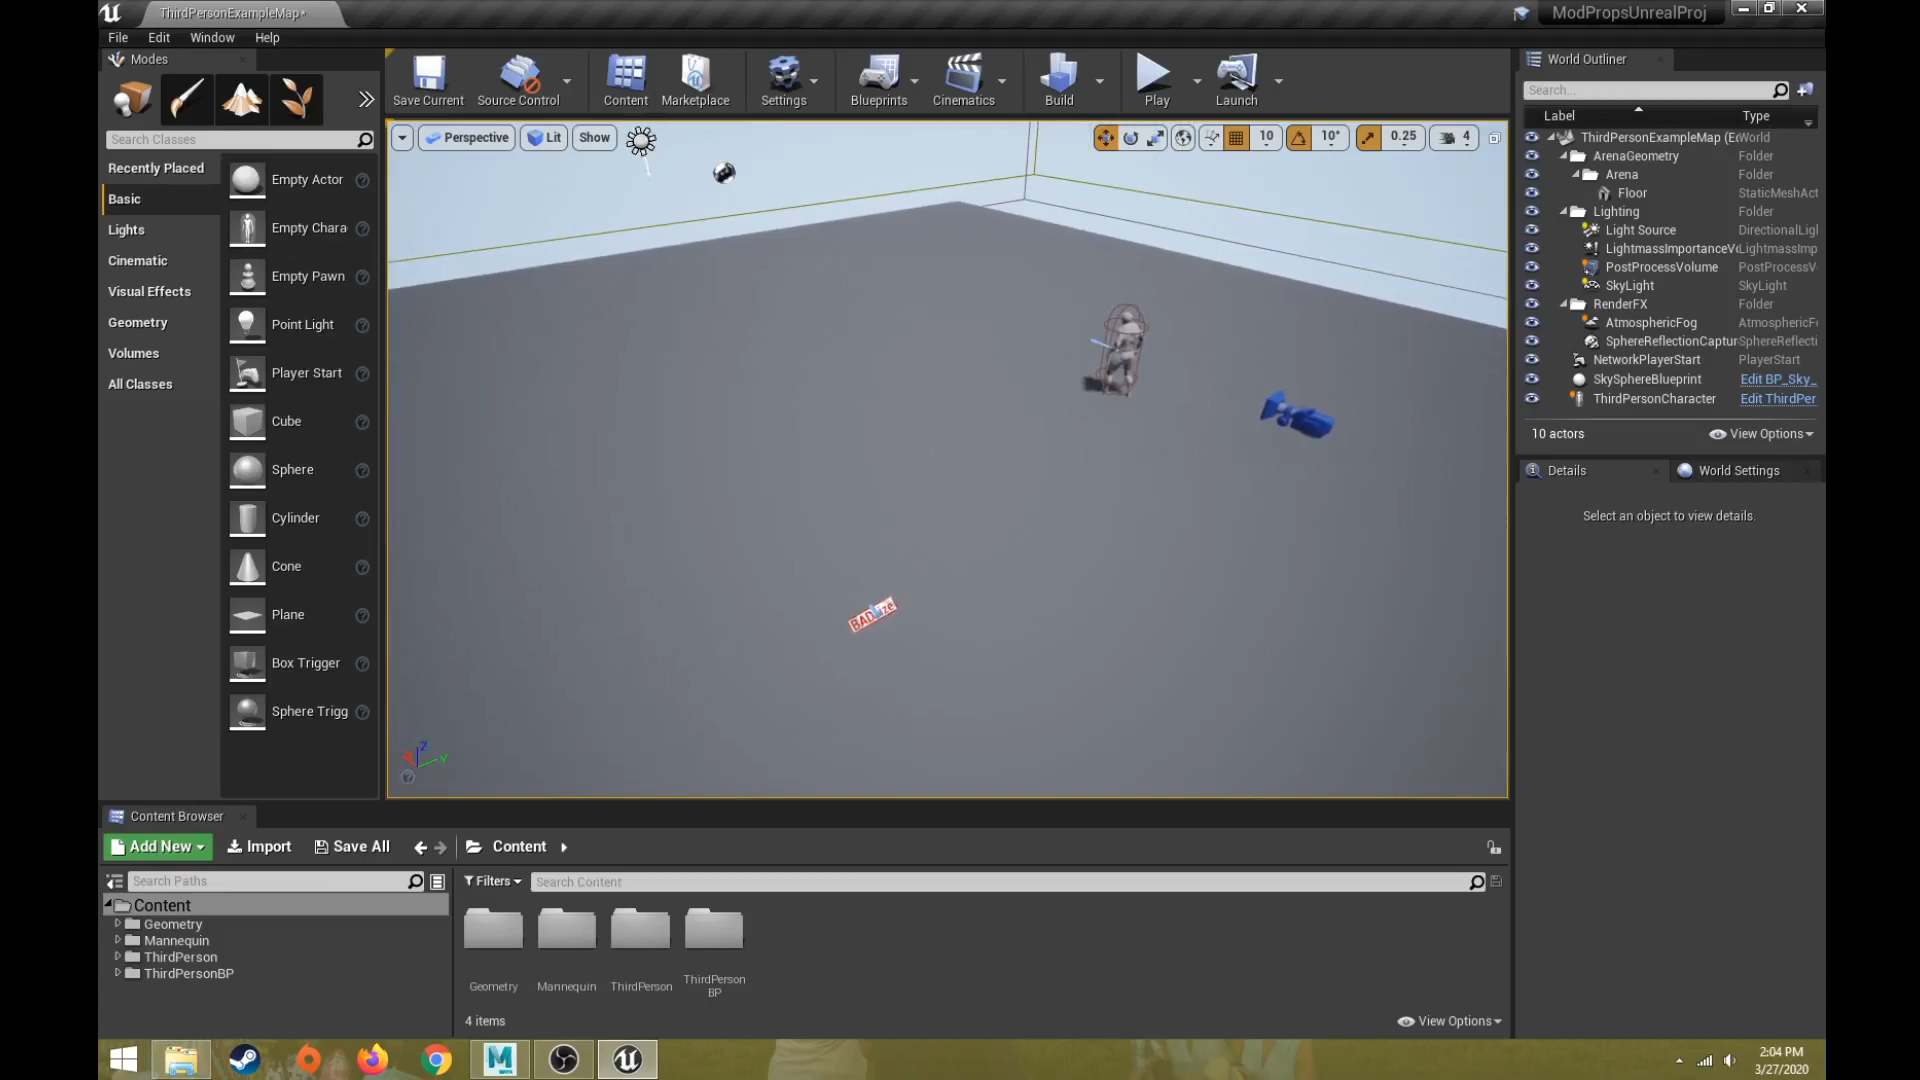 ThirdPersonExampleMap*
ModPropsUnrealProj
File
Edit
Window
Help
Modes
Search Classes
Recently Placed
Basic
Lights
Cinematic
Visual Effects
Geometry
Volumes
All Classes
Empty Actor
Empty Chara
Empty Pawn
Point Light
Player Start
Cube
Sphere
Cylinder
Cone
Plane
Box Trigger
Sphere Trigg
Save Current
Source Control
Content
Marketplace
Settings
Blueprints
Cinematics
Build
Play
Launch
Perspective
Lit
Show
10
10°
0.25
4
Z
Y
World Outliner
Search...
Label
Type
ThirdPersonExampleMap (E World
ArenaGeometry Folder
Arena Folder
Floor StaticMeshAct
Lighting Folder
Light Source DirectionalLig
LightmassImportanceV LightmassImp
PostProcessVolume PostProcessV
SkyLight SkyLight
RenderFX Folder
AtmosphericFog AtmosphericF
SphereReflectionCaptur SphereReflecti
NetworkPlayerStart PlayerStart
SkySphereBlueprint Edit BP_Sky_
ThirdPersonCharacter Edit ThirdPer
10 actors
View Options
Details
World Settings
Select an object to view details.
Content Browser
Add New
Import
Save All
Content
Search Paths
Filters
Search Content
Content
Geometry
Mannequin
ThirdPerson
ThirdPersonBP
Geometry
Mannequin
ThirdPerson
ThirdPerson
BP
4 items
View Options
2:04 PM
3/27/2020